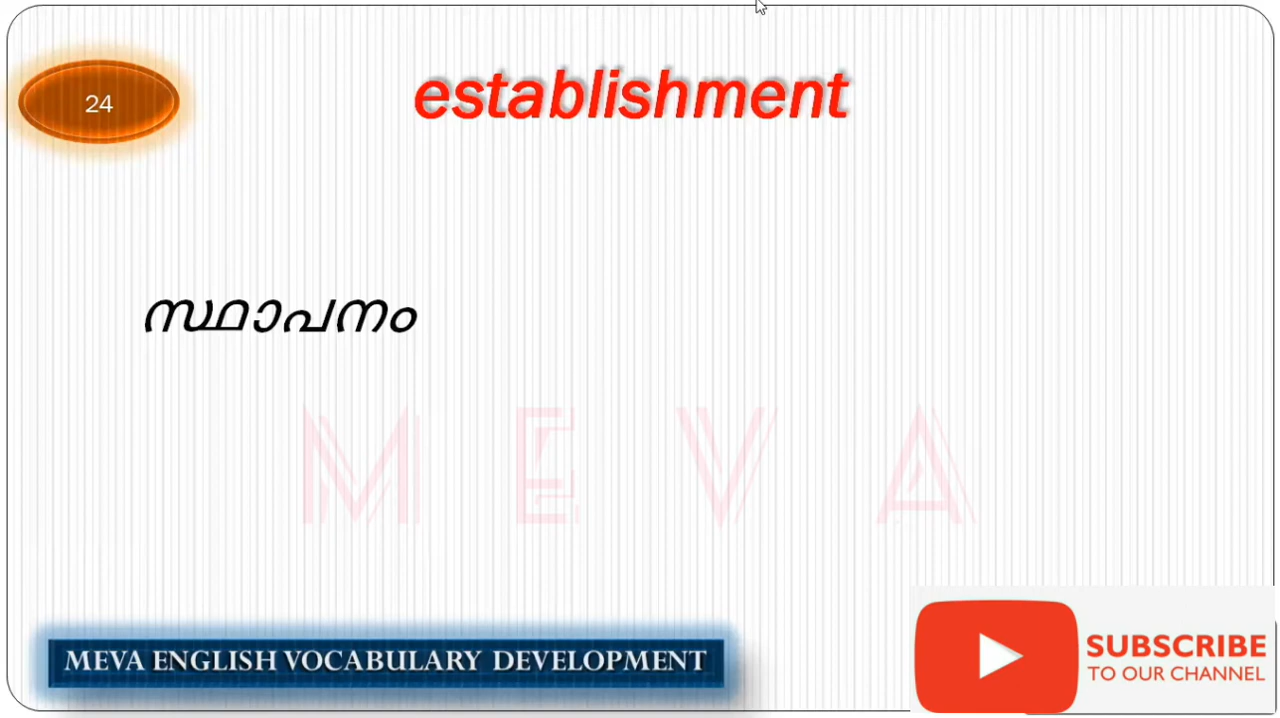 24
establishment
സ്ഥാപനം
M E V A
MEVA ENGLISH VOCABULARY DEVELOPMENT
SUBSCRIBE
TO OUR CHANNEL